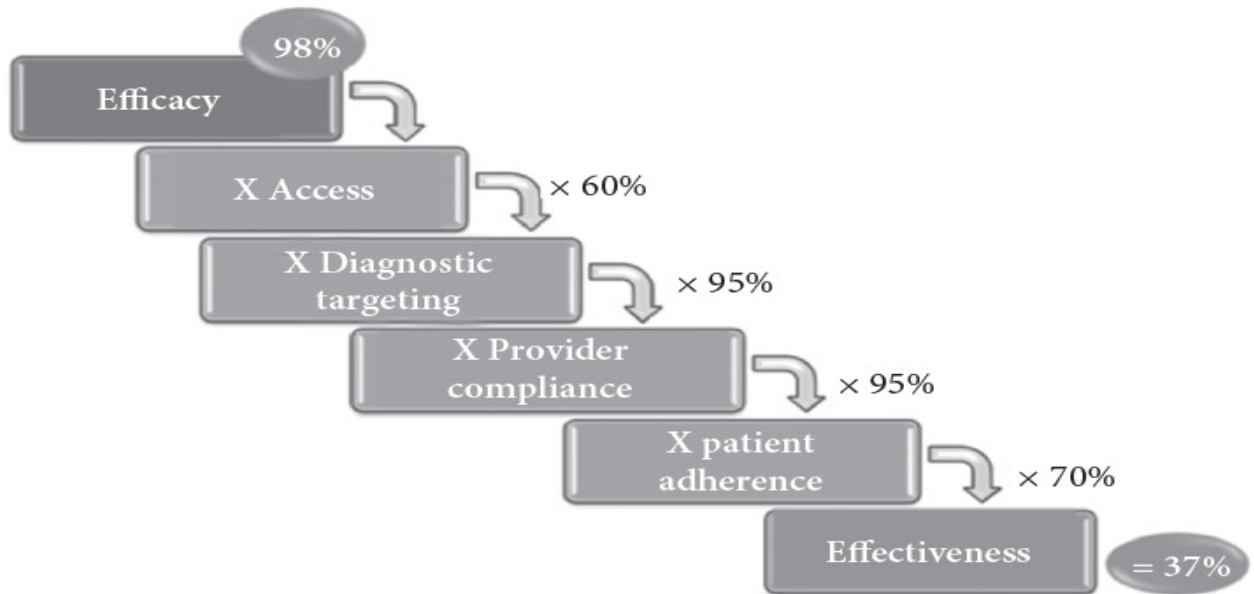 98%
Efficacy
X Access
× 60%
X Diagnostic
targeting
× 95%
X Provider
compliance
× 95%
X patient
adherence
× 70%
Effectiveness
= 37%